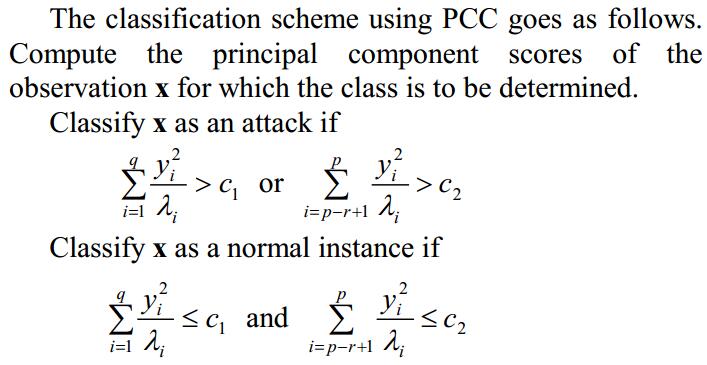 The classification scheme using PCC goes as follows.
Compute the principal component scores of the
observation x for which the class is to be determined.
Classify x as an attack if
$\sum_{i=1}^{q} \frac{y_i^2}{\lambda_i} > c_1$ or $\sum_{i=p-r+1}^{p} \frac{y_i^2}{\lambda_i} > c_2$
Classify x as a normal instance if
$\sum_{i=1}^{q} \frac{y_i^2}{\lambda_i} \leq c_1$ and $\sum_{i=p-r+1}^{p} \frac{y_i^2}{\lambda_i} \leq c_2$